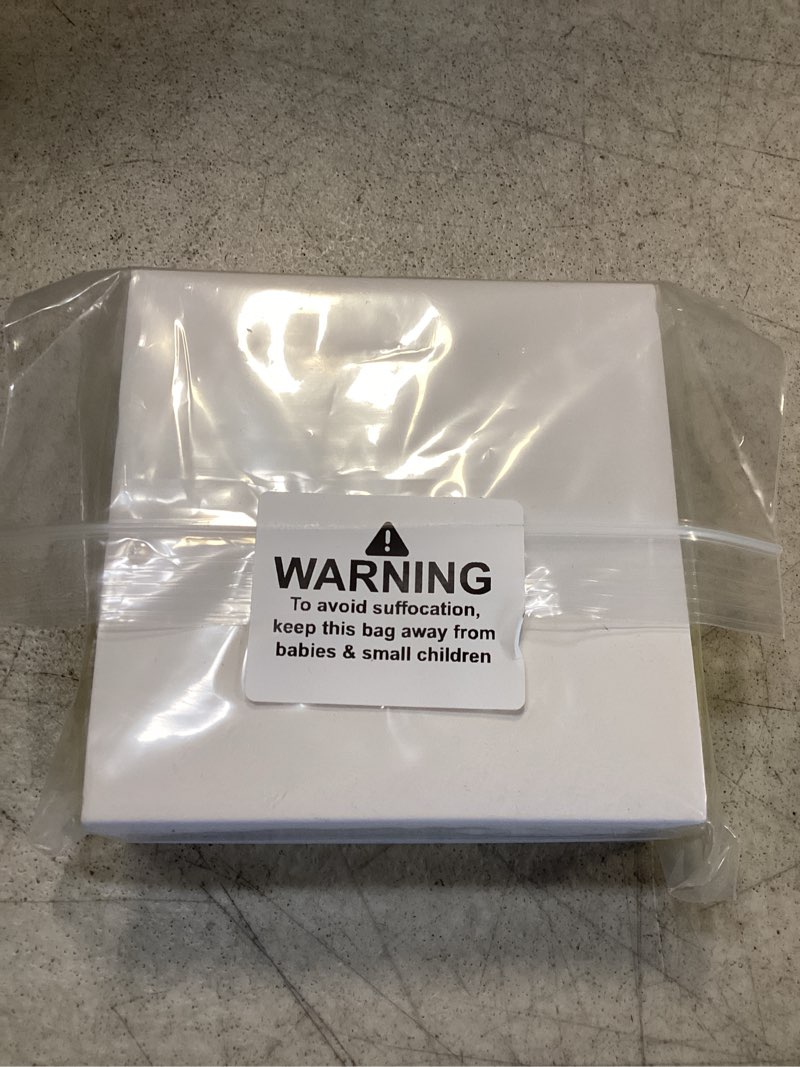 WARNING
To avoid suffocation,
keep this bag away from
babies & small children